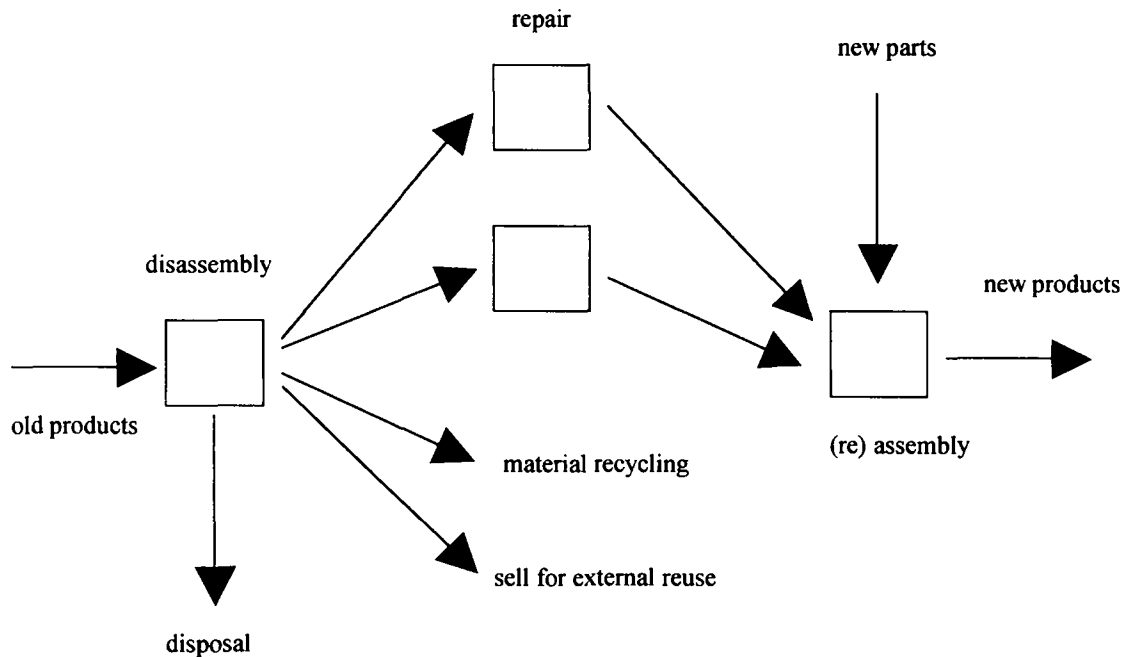 repair
new parts
disassembly
new products
old products
(re) assembly
material recycling
sell for external reuse
disposal